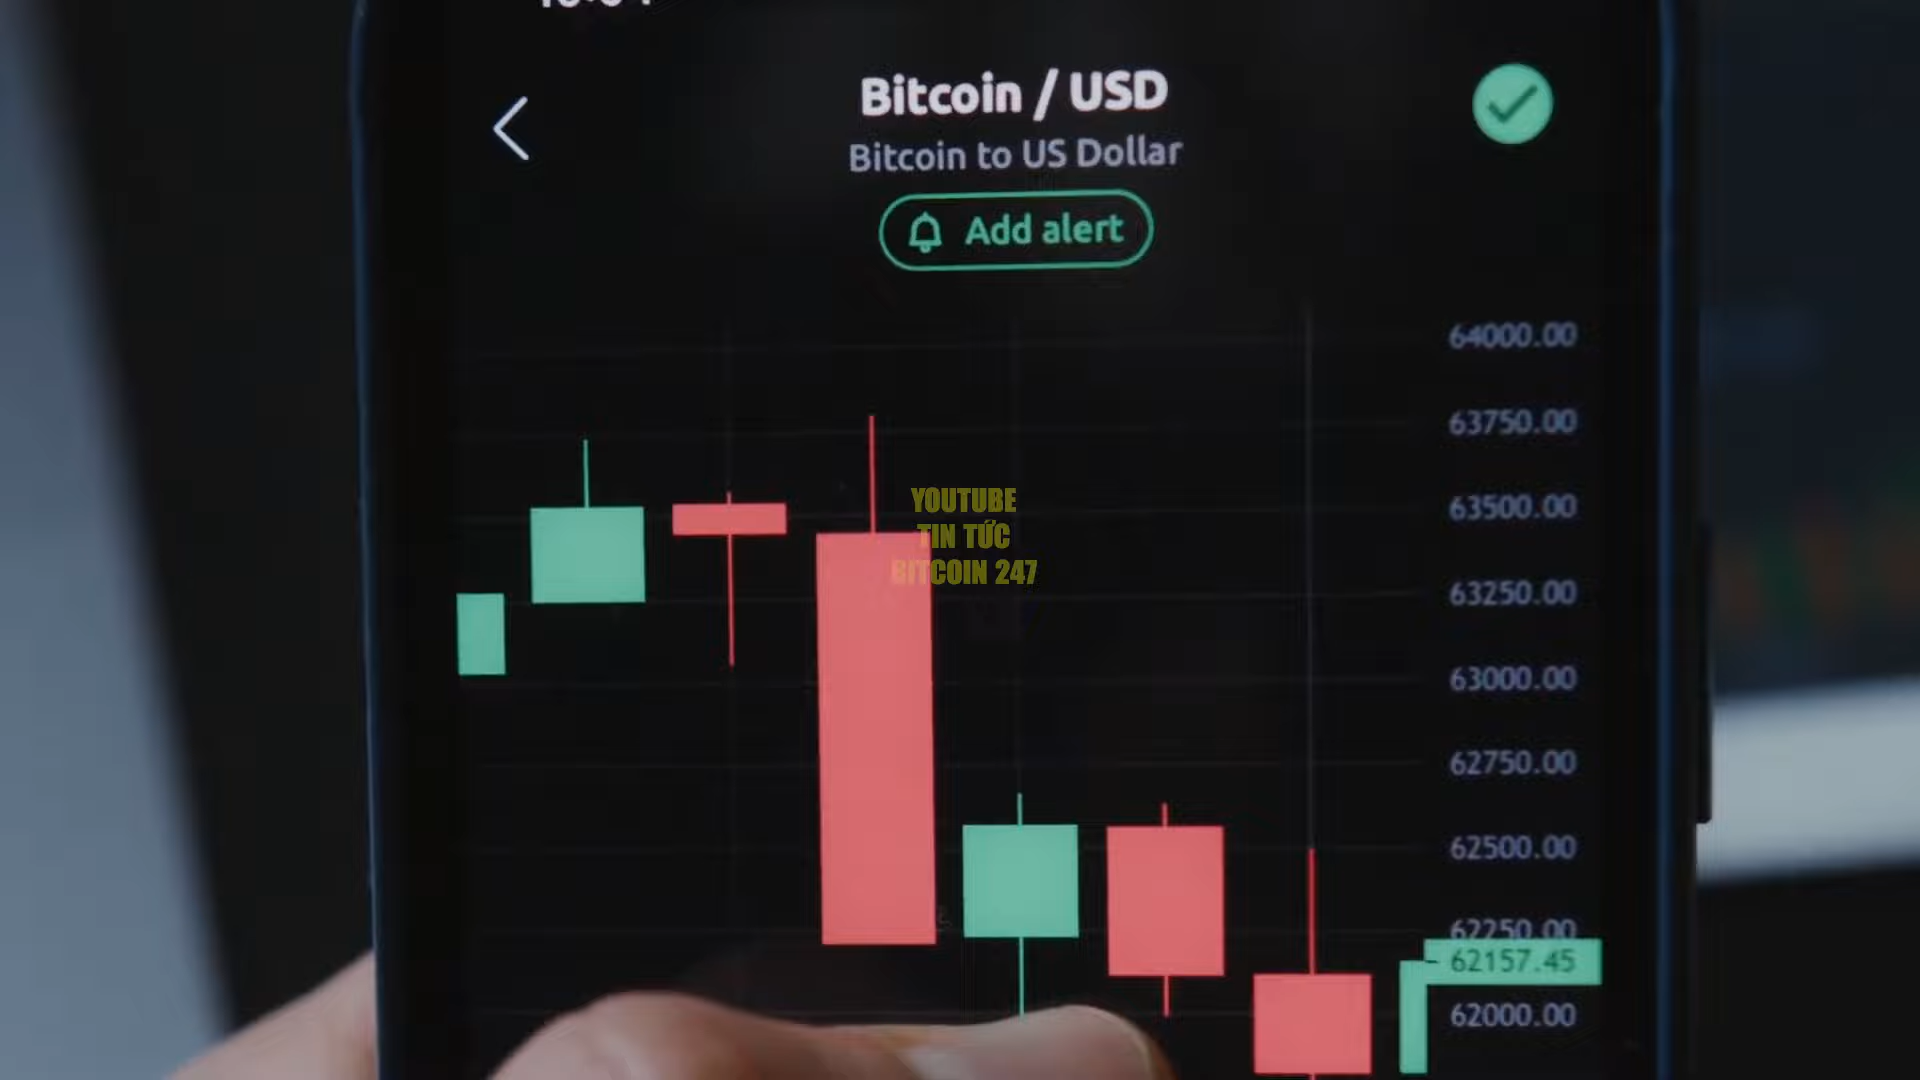 Bitcoin / USD
Bitcoin to US Dollar
Add alert
64000.00
63750.00
63500.00
YOUTUBE
TIN TỨC
BITCOIN 247
63250.00
63000.00
62750.00
62500.00
62250.00
62157.45
62000.00